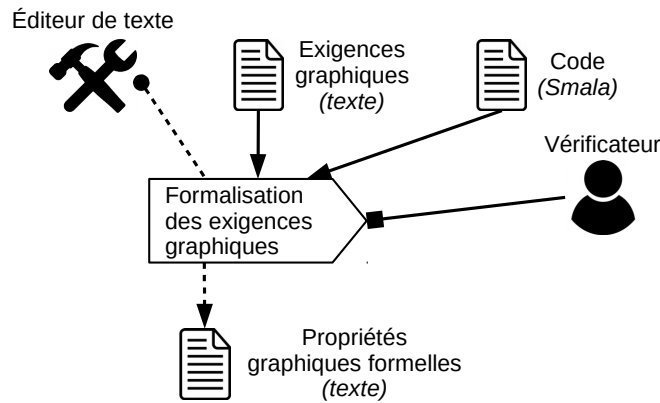 Éditeur de texte
Exigences
graphiques
(texte)
Code
(Smala)
Vérificateur
Formalisation
des exigences
graphiques
Propriétés
graphiques formelles
(texte)